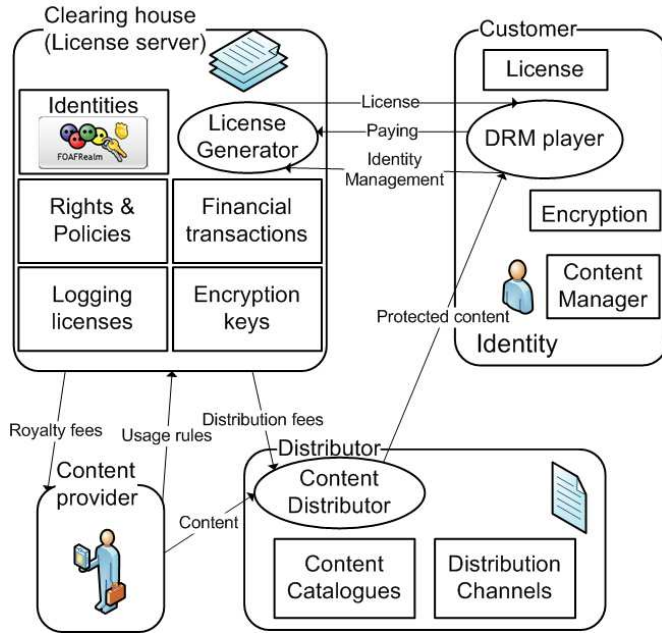 Clearing house
(License server)
Identities
FOAFRealm
License
Generator
Rights &
Policies
Financial
transactions
Logging
licenses
Encryption
keys
License
Paying
Identity
Management
Customer
License
DRM player
Encryption
Content
Manager
Identity
Protected content
Royalty fees
Usage rules
Distribution fees
Content
provider
Content
Distributor
Content
Distributor
Content
Catalogues
Distribution
Channels